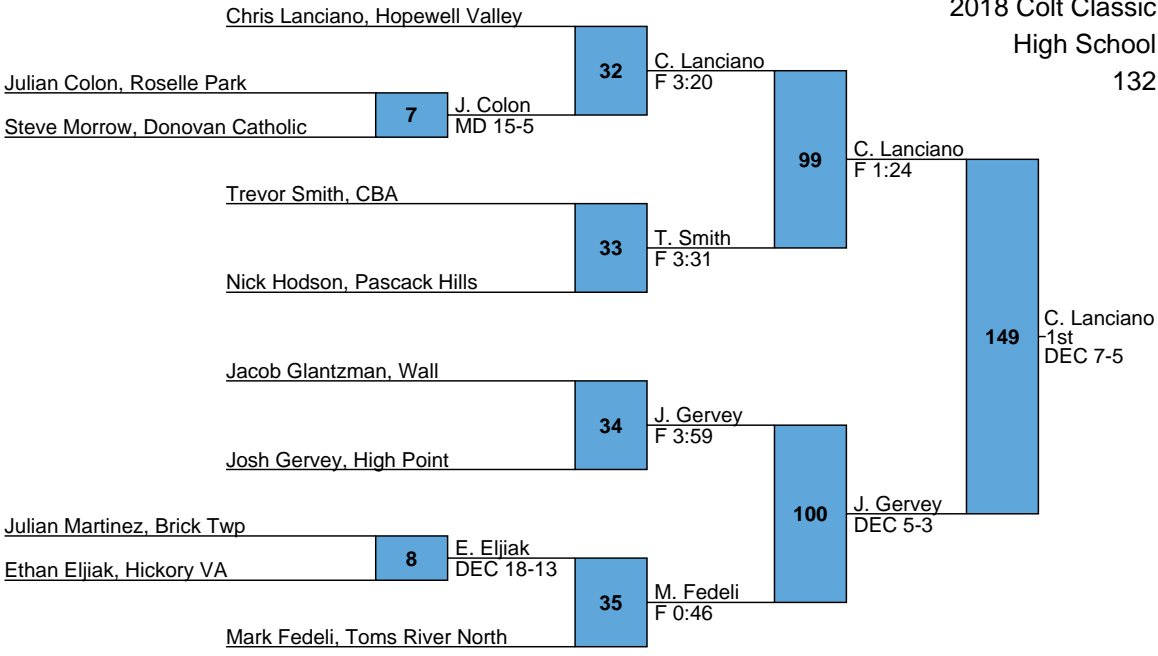 2018 Colt Classic
High School
132
Chris Lanciano, Hopewell Valley
32
C. Lanciano
F 3:20
Julian Colon, Roselle Park
7
J. Colon
MD 15-5
Steve Morrow, Donovan Catholic
99
C. Lanciano
F 1:24
Trevor Smith, CBA
33
T. Smith
F 3:31
Nick Hodson, Pascack Hills
149
C. Lanciano
1st
DEC 7-5
Jacob Glantzman, Wall
34
J. Gervey
F 3:59
Josh Gervey, High Point
100
J. Gervey
DEC 5-3
Julian Martinez, Brick Twp
8
E. Eljiak
DEC 18-13
Ethan Eljiak, Hickory VA
35
M. Fedeli
F 0:46
Mark Fedeli, Toms River North